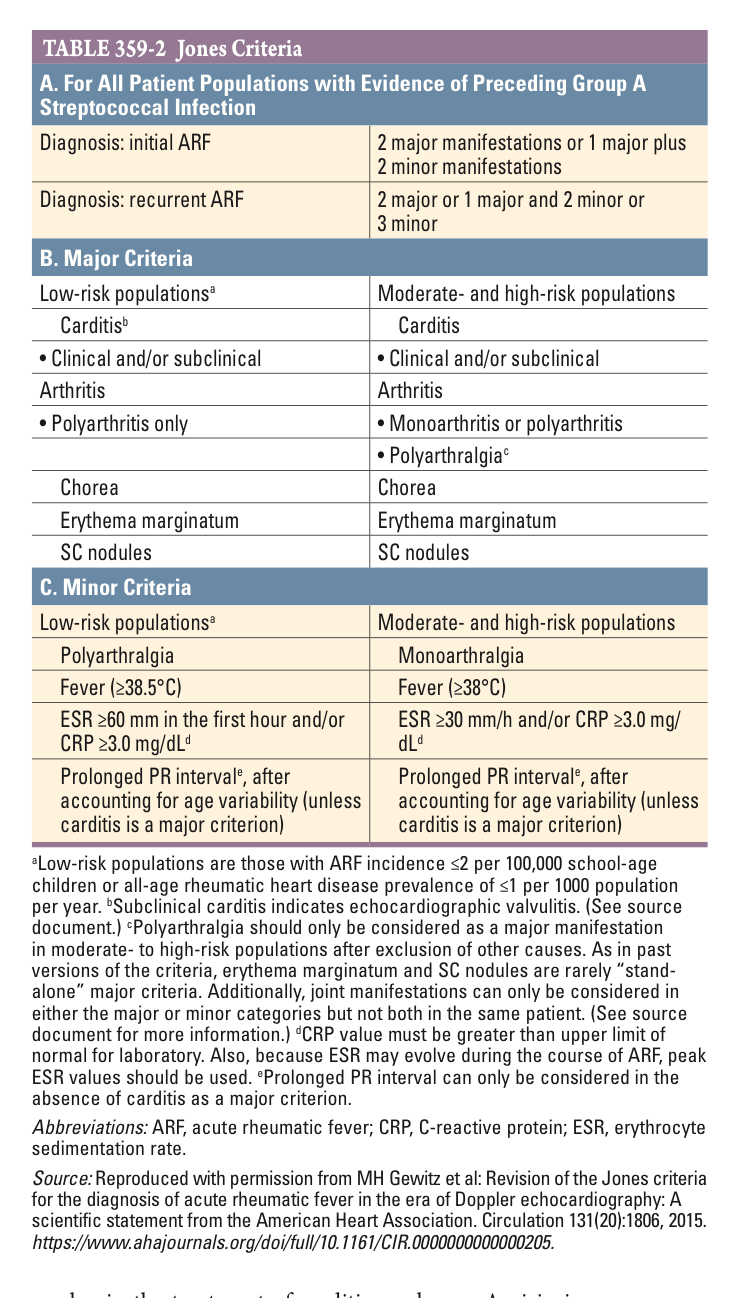 TABLE 359-2 Jones Criteria
A. For All Patient Populations with Evidence of Preceding Group A
Streptococcal Infection
Diagnosis: initial ARF
2 major manifestations or 1 major plus
2 minor manifestations
Diagnosis: recurrent ARF
2 major or 1 major and 2 minor or
3 minor
B. Major Criteria
Low-risk populationsᵃ
Moderate- and high-risk populations
Carditisᵇ
Carditis
• Clinical and/or subclinical
• Clinical and/or subclinical
Arthritis
Arthritis
• Polyarthritis only
• Monoarthritis or polyarthritis
• Polyarthralgiaᶜ
Chorea
Chorea
Erythema marginatum
Erythema marginatum
SC nodules
SC nodules
C. Minor Criteria
Low-risk populationsᵃ
Moderate- and high-risk populations
Polyarthralgia
Monoarthralgia
Fever (≥38.5°C)
Fever (≥38°C)
ESR ≥60 mm in the first hour and/or
CRP ≥3.0 mg/dLᵈ
ESR ≥30 mm/h and/or CRP ≥3.0 mg/
dLᵈ
Prolonged PR intervalᵉ, after
accounting for age variability (unless
carditis is a major criterion)
Prolonged PR intervalᵉ, after
accounting for age variability (unless
carditis is a major criterion)
ᵃLow-risk populations are those with ARF incidence ≤2 per 100,000 school-age
children or all-age rheumatic heart disease prevalence of ≤1 per 1000 population
per year. ᵇSubclinical carditis indicates echocardiographic valvulitis. (See source
document.) ᶜPolyarthralgia should only be considered as a major manifestation
in moderate- to high-risk populations after exclusion of other causes. As in past
versions of the criteria, erythema marginatum and SC nodules are rarely “stand-
alone” major criteria. Additionally, joint manifestations can only be considered in
either the major or minor categories but not both in the same patient. (See source
document for more information.) ᵈCRP value must be greater than upper limit of
normal for laboratory. Also, because ESR may evolve during the course of ARF, peak
ESR values should be used. ᵉProlonged PR interval can only be considered in the
absence of carditis as a major criterion.
Abbreviations: ARF, acute rheumatic fever; CRP, C-reactive protein; ESR, erythrocyte
sedimentation rate.
Source: Reproduced with permission from MH Gewitz et al: Revision of the Jones criteria
for the diagnosis of acute rheumatic fever in the era of Doppler echocardiography: A
scientific statement from the American Heart Association. Circulation 131(20):1806, 2015.
https://www.ahajournals.org/doi/full/10.1161/CIR.0000000000000205.